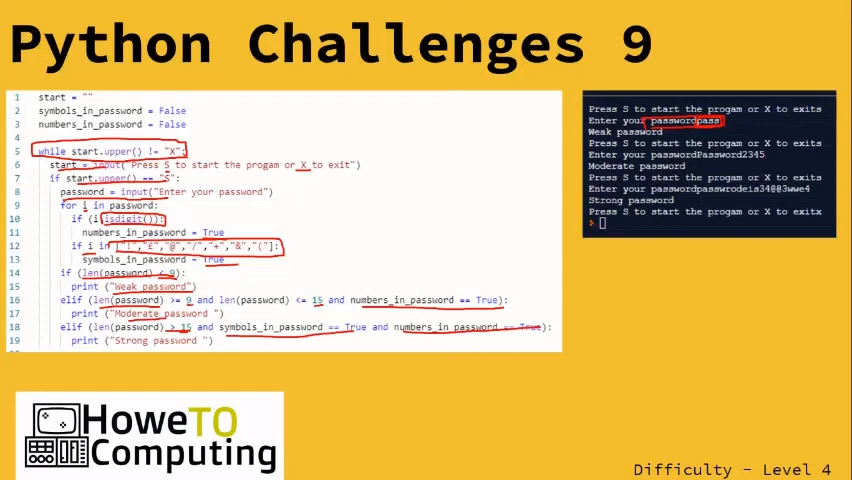 Python Challenges 9
1 start = ""
2 symbols_in_password = False
3 numbers_in_password = False
4
5 while start.upper() != "X":
6 start = input("Press S to start the progam or X to exit")
7 if start.upper() == "S":
8 password = input("Enter your password")
9 for i in password:
10 if (i.isdigit()):
11 numbers_in_password = True
12 if i in ["!","£","@","/","+","&","("]:
13 symbols_in_password = True
14 if (len(password) < 9):
15 print ("Weak password")
16 elif (len(password) >= 9 and len(password) <= 15 and numbers_in_password == True):
17 print ("Moderate password ")
18 elif (len(password) > 15 and symbols_in_password == True and numbers_in_password == True):
19 print ("Strong password ")
Press S to start the progam or X to exits
Enter your passwordpass
Weak password
Press S to start the progam or X to exits
Enter your passwordPassword2345
Moderate password
Press S to start the progam or X to exits
Enter your passwordpasswrodeis34@@3wwe4
Strong password
Press S to start the progam or X to exitx
HoweTO
Computing
Difficulty - Level 4